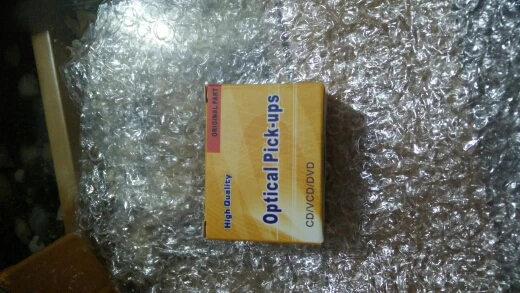 ORIGINAL PART
High Quality
Optical Pick-ups
CD/VCD/DVD